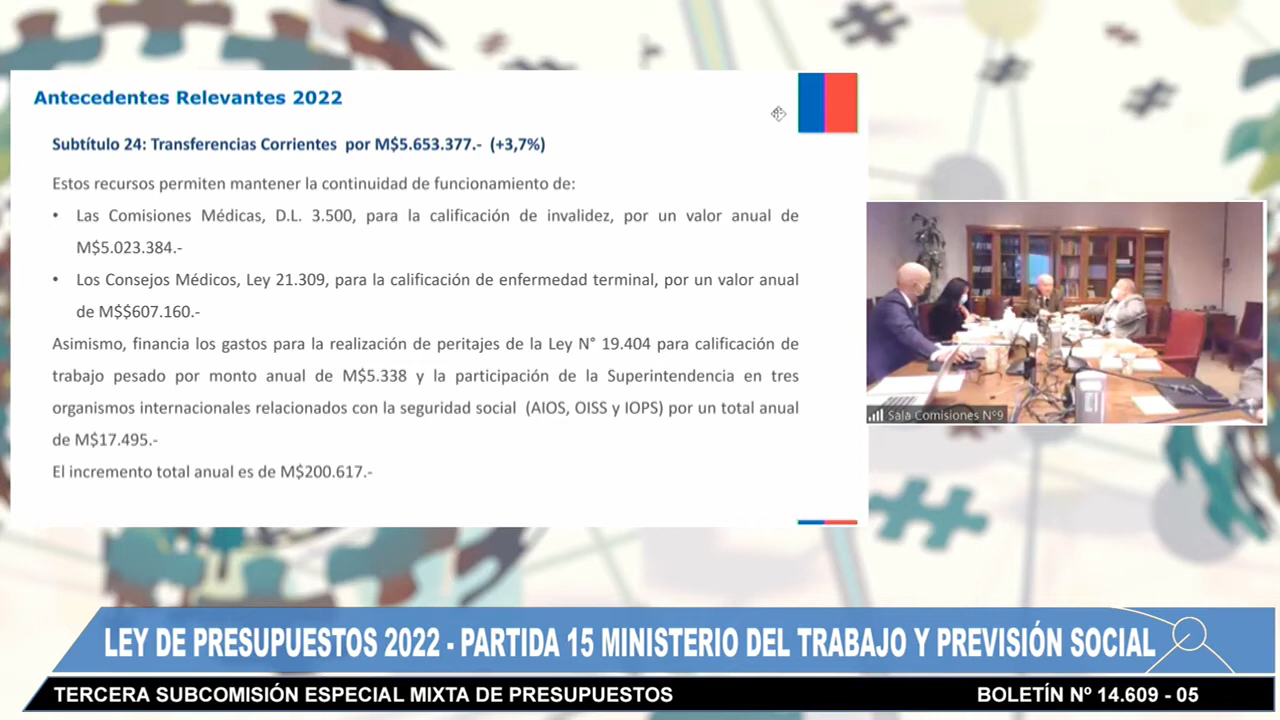 Antecedentes Relevantes 2022
Subtítulo 24: Transferencias Corrientes por M$5.653.377.- (+3,7%)
Estos recursos permiten mantener la continuidad de funcionamiento de:
• Las Comisiones Médicas, D.L. 3.500, para la calificación de invalidez, por un valor anual de
M$5.023.384.-
• Los Consejos Médicos, Ley 21.309, para la calificación de enfermedad terminal, por un valor anual
de M$$607.160.-
Asimismo, financia los gastos para la realización de peritajes de la Ley N° 19.404 para calificación de
trabajo pesado por monto anual de M$5.338 y la participación de la Superintendencia en tres
organismos internacionales relacionados con la seguridad social (AIOS, OISS y IOPS) por un total anual
de M$17.495.-
El incremento total anual es de M$200.617.-
Sala Comisiones Nº9
LEY DE PRESUPUESTOS 2022 - PARTIDA 15 MINISTERIO DEL TRABAJO Y PREVISIÓN SOCIAL
TERCERA SUBCOMISIÓN ESPECIAL MIXTA DE PRESUPUESTOS BOLETÍN Nº 14.609 - 05